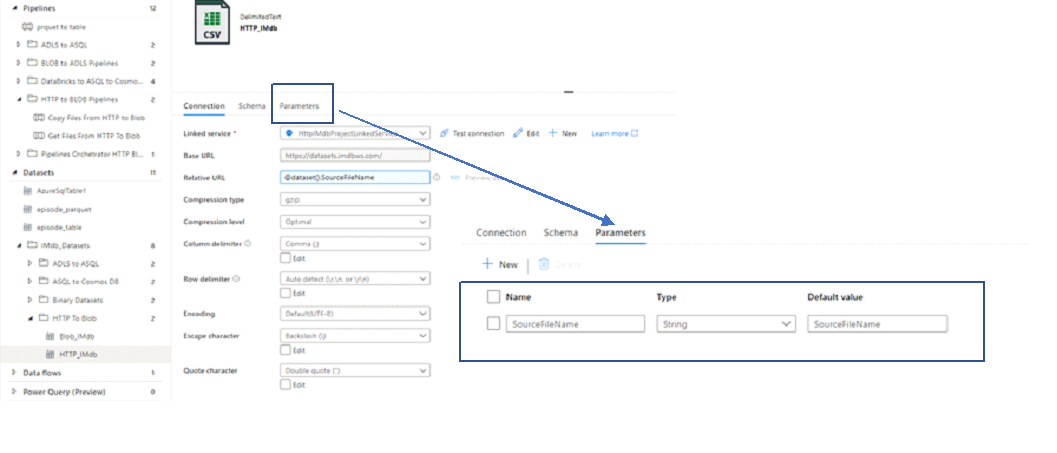 Pipelines 12
prquet to table
ADLS to ASQL 2
BLOB to ADLS Pipelines 2
DataBricks to ASQL to Cosmo... 4
HTTP to BLOB Pipelines 2
Copy Files From HTTP to Blob
Get Files From HTTP To Blob
Pipelines Orchetrator HTTP Bl... 1
Datasets 11
AzureSqlTable1
episode_parquet
episode_table
IMdb_Datasets 8
ADLS to ASQL 2
ASQL to Cosmos DB 2
Binary Datasets 2
HTTP To Blob 2
Blob_IMdb
HTTP_IMdb
Data flows 1
Power Query (Preview) 0
CSV
DelimitedText
HTTP_IMdb
Connection Schema Parameters
Linked service * HttpIMdbProjectLinkedServi Test connection Edit New Learn more
Base URL https://datasets.imdbws.com/
Relative URL @dataset().SourceFileName Preview
Compression type gzip
Compression level Optimal
Column delimiter Comma (,)
Edit
Row delimiter Auto detect (\r,\n, or \r\n)
Edit
Encoding Default(UTF-8)
Escape character Backslash (\)
Edit
Quote character Double quote (")
Edit
Connection Schema Parameters
New Delete
Name Type Default value
SourceFileName String SourceFileName